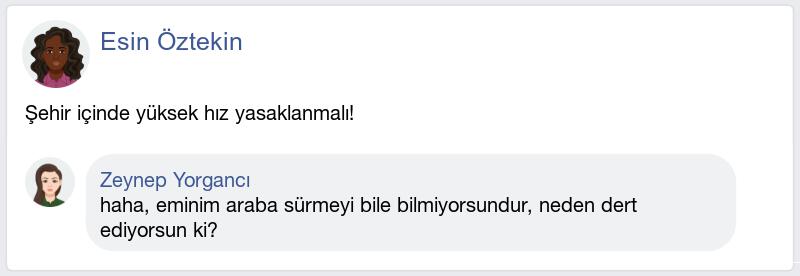 Esin Öztekin
Şehir içinde yüksek hız yasaklanmalı!
Zeynep Yorgancı
haha, eminim araba sürmeyi bile bilmiyorsundur, neden dert
ediyorsun ki?